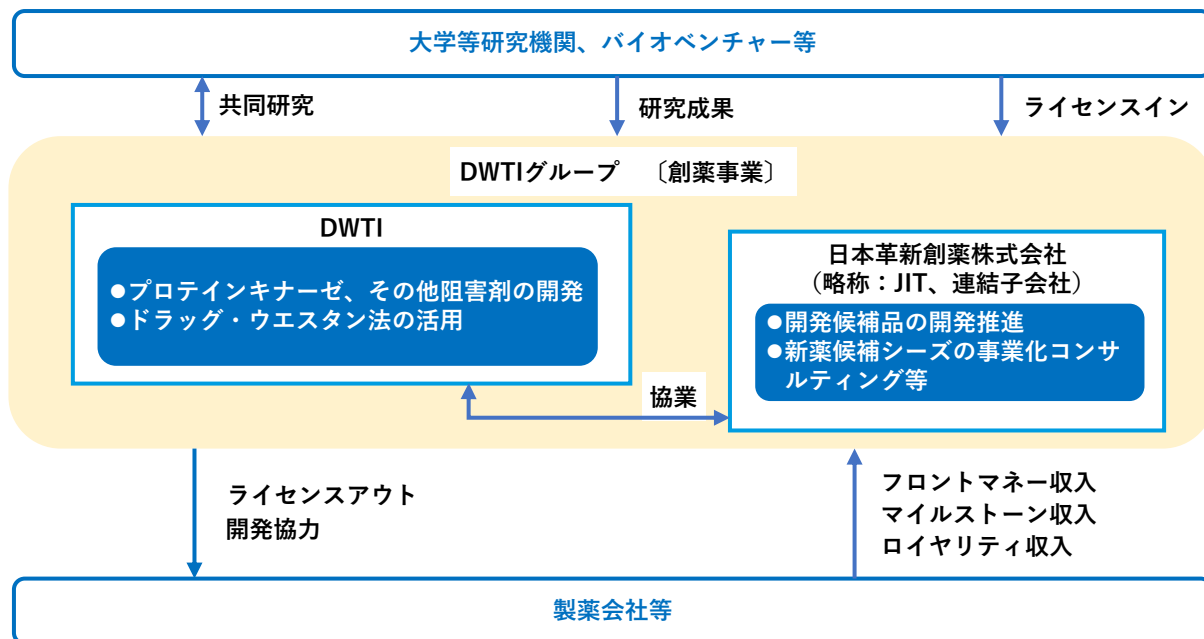 大学等研究機関、バイオベンチャー等
共同研究
研究成果
ライセンスイン
DWTIグループ 〔創薬事業〕
DWTI
●プロテインキナーゼ、その他阻害剤の開発
●ドラッグ・ウエスタン法の活用
日本革新創薬株式会社
（略称：JIT、連結子会社）
●開発候補品の開発推進
●新薬候補シーズの事業化コンサ
ルティング等
協業
ライセンスアウト
開発協力
フロントマネー収入
マイルストーン収入
ロイヤリティ収入
製薬会社等